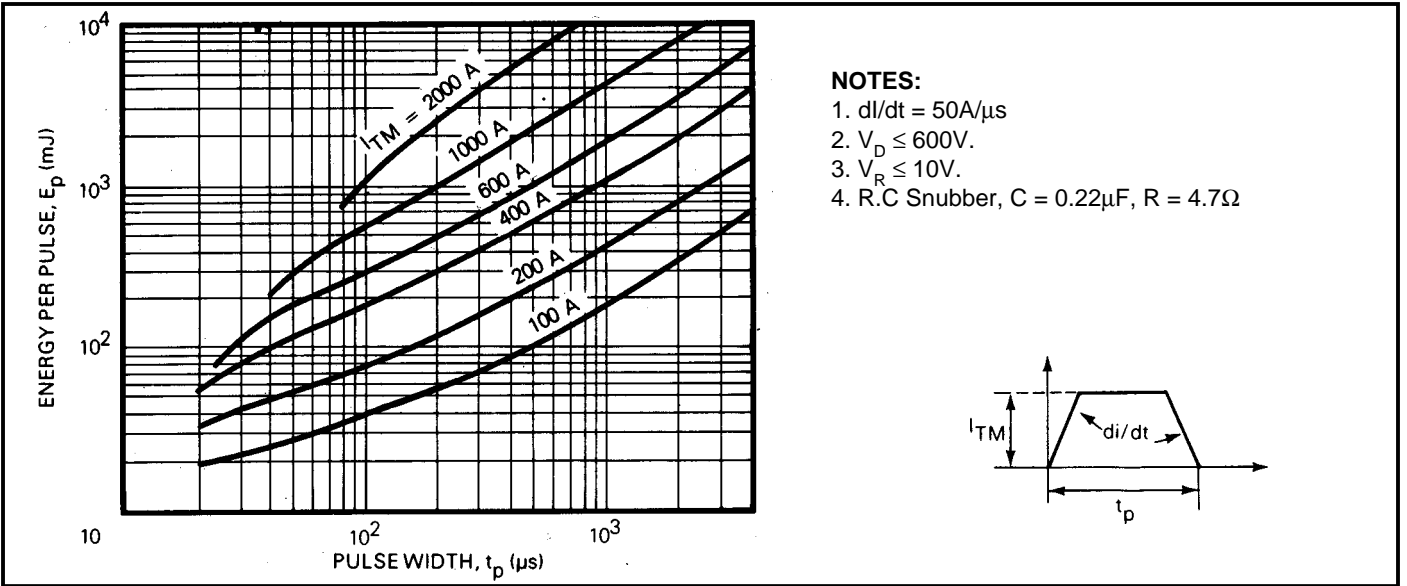 10⁴
10³
10²
10
10²
10³
ENERGY PER PULSE, Eₚ (mJ)
PULSE WIDTH, tₚ (µs)
I_TM = 2000 A
1000 A
600 A
400 A
200 A
100 A
NOTES:
1. dI/dt = 50A/µs
2. V_D ≤ 600V.
3. V_R ≤ 10V.
4. R.C Snubber, C = 0.22µF, R = 4.7Ω
I_TM
di/dt
tₚ